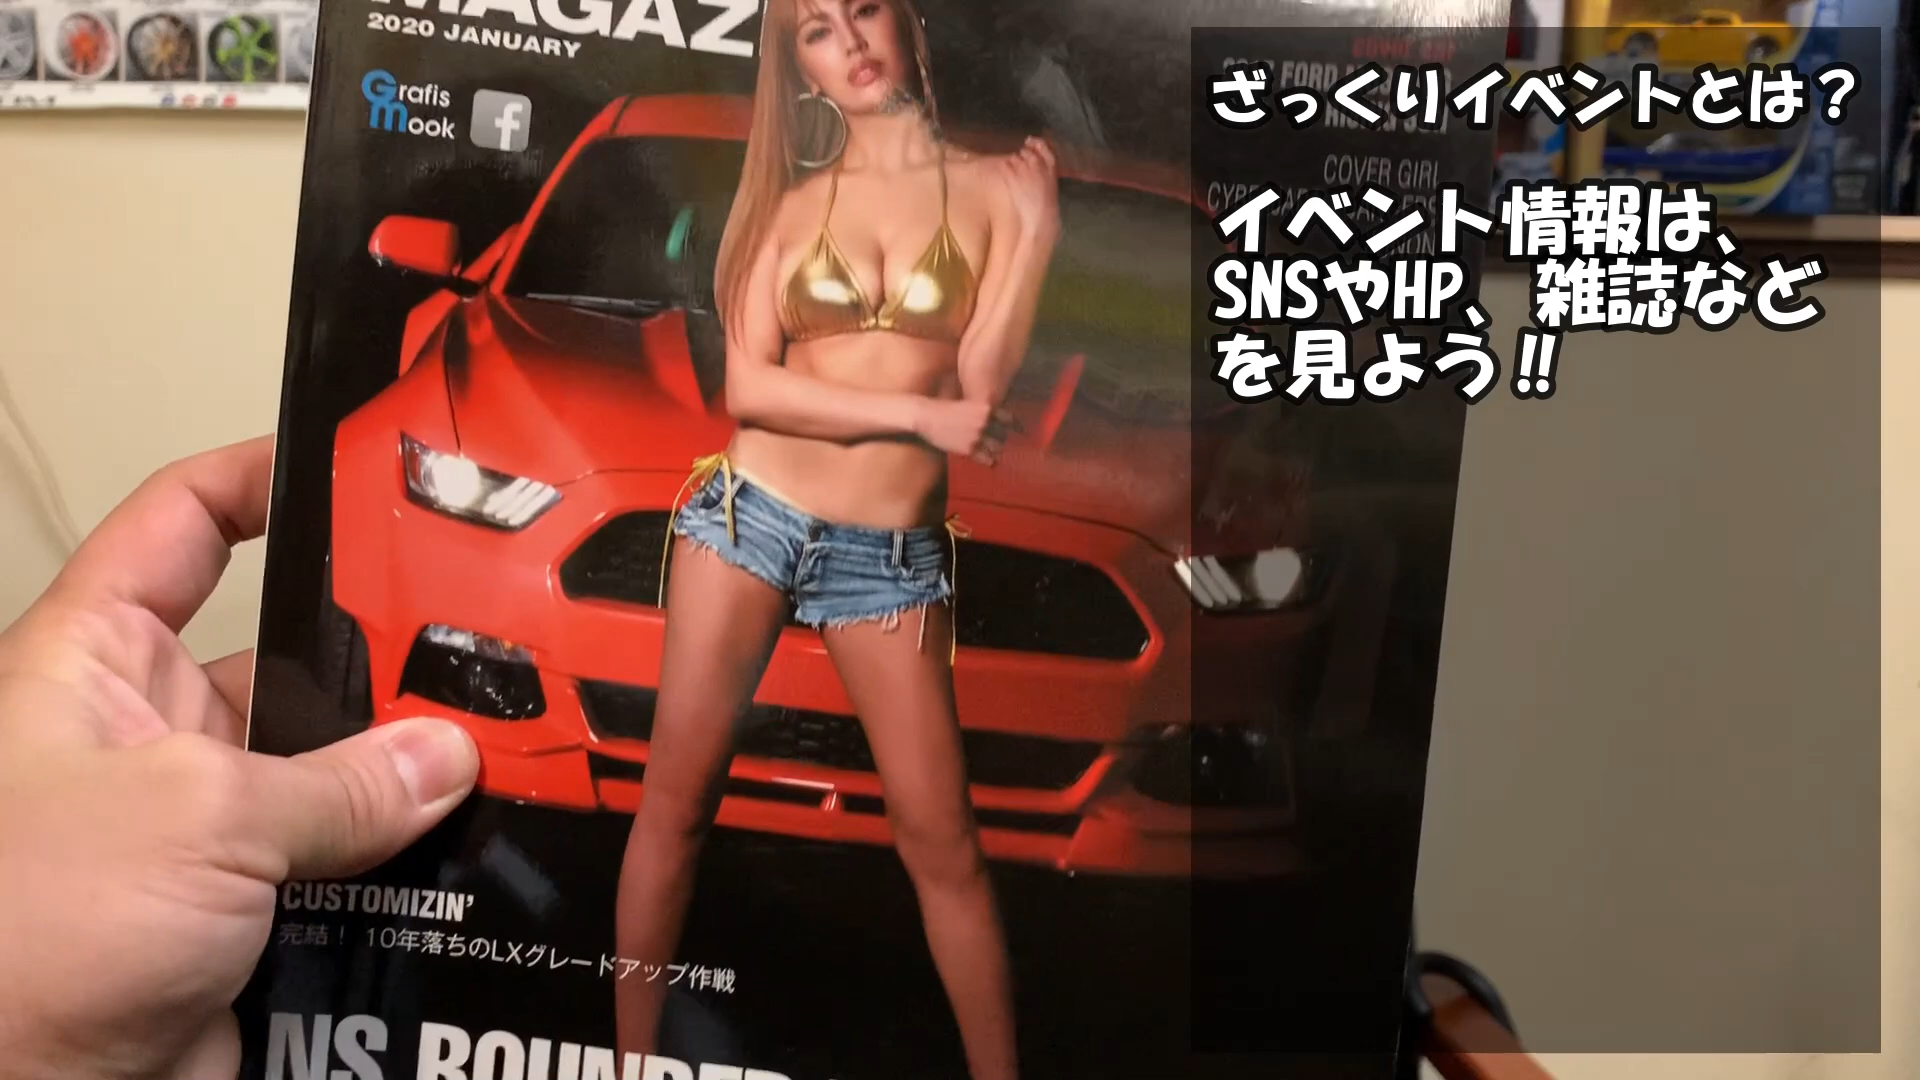 2020 JANUARY
Grafis
mook
f
CUSTOMIZIN'
完結！ 10年落ちのLXグレードアップ作戦
ざっくりイベントとは？
COVER GIRL
イベント情報は、
SNSやHP、雑誌など
を見よう!!